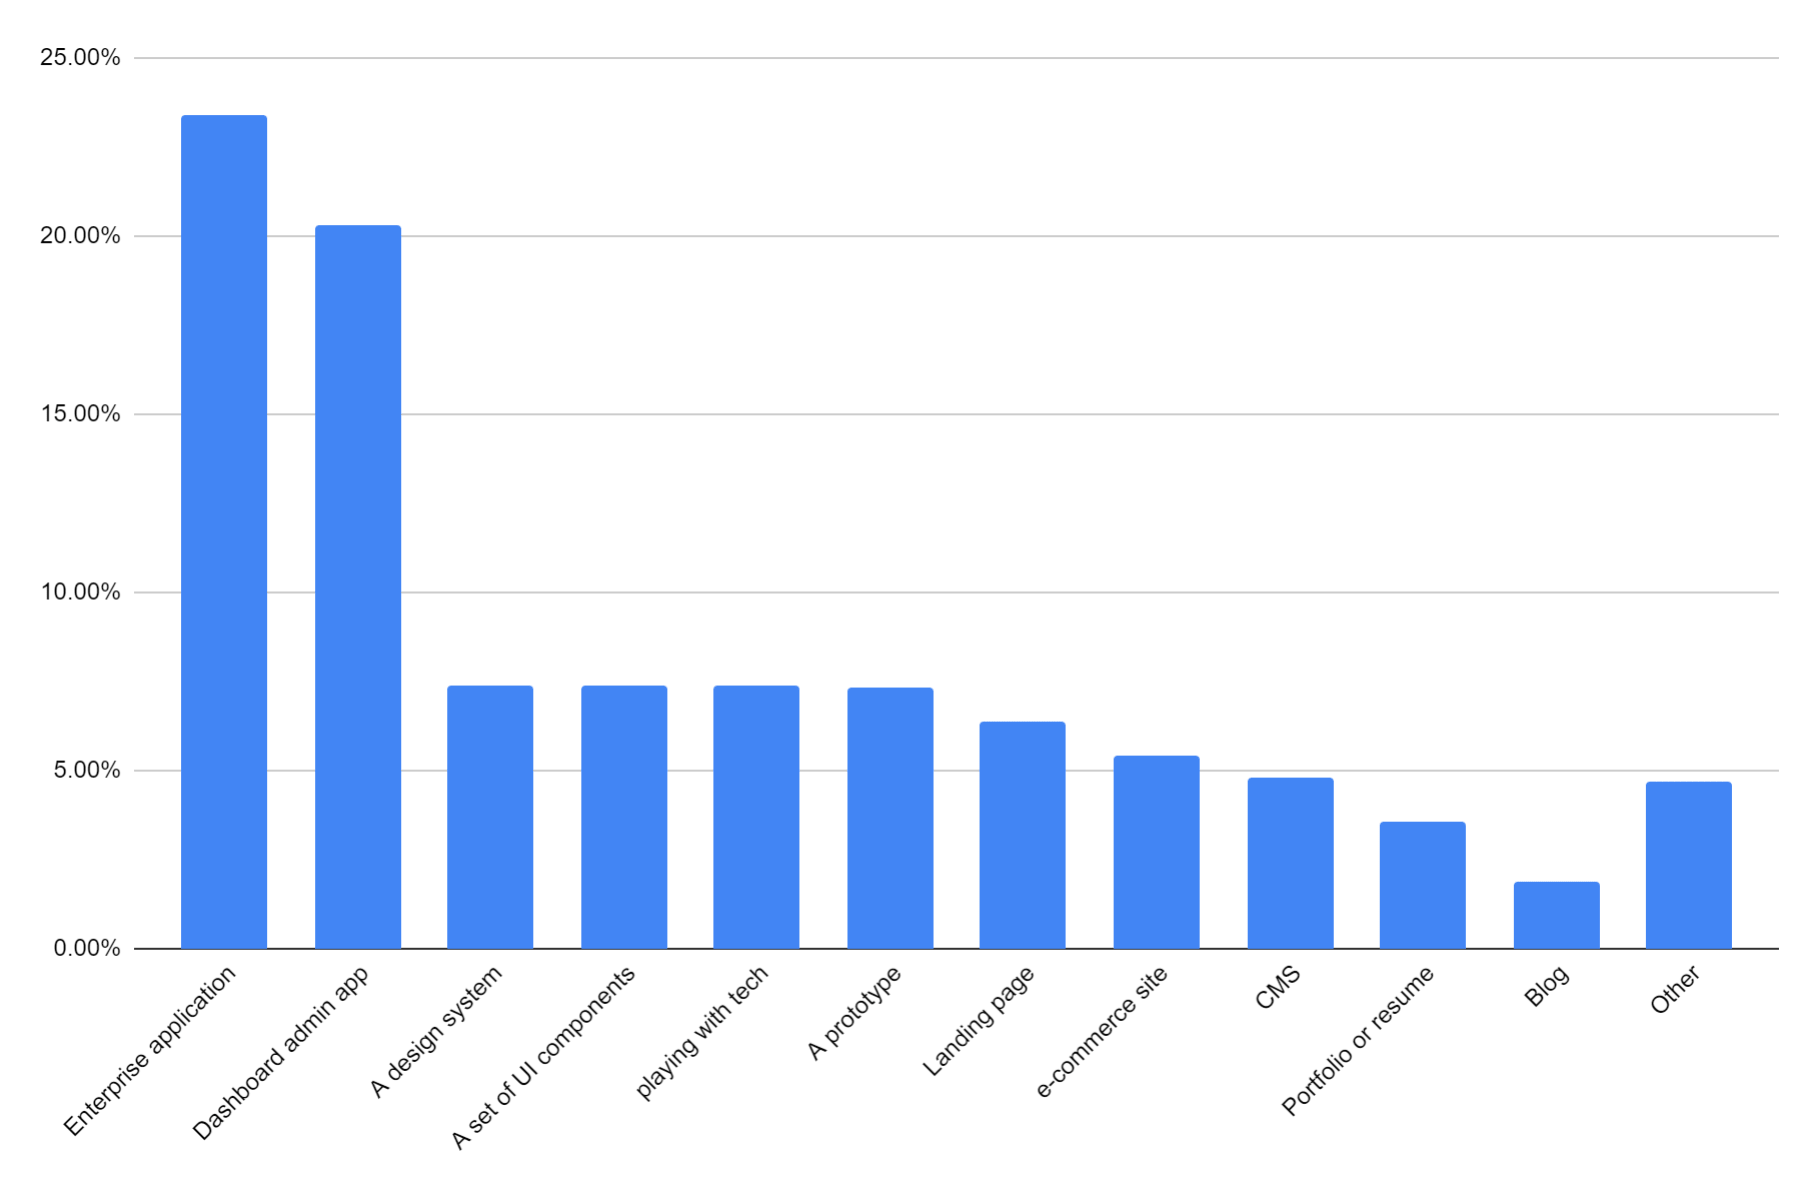 25.00%
20.00%
15.00%
10.00%
5.00%
0.00%
Enterprise application
Dashboard admin app
A design system
A set of UI components
playing with tech
A prototype
Landing page
e-commerce site
CMS
Portfolio or resume
Blog
Other